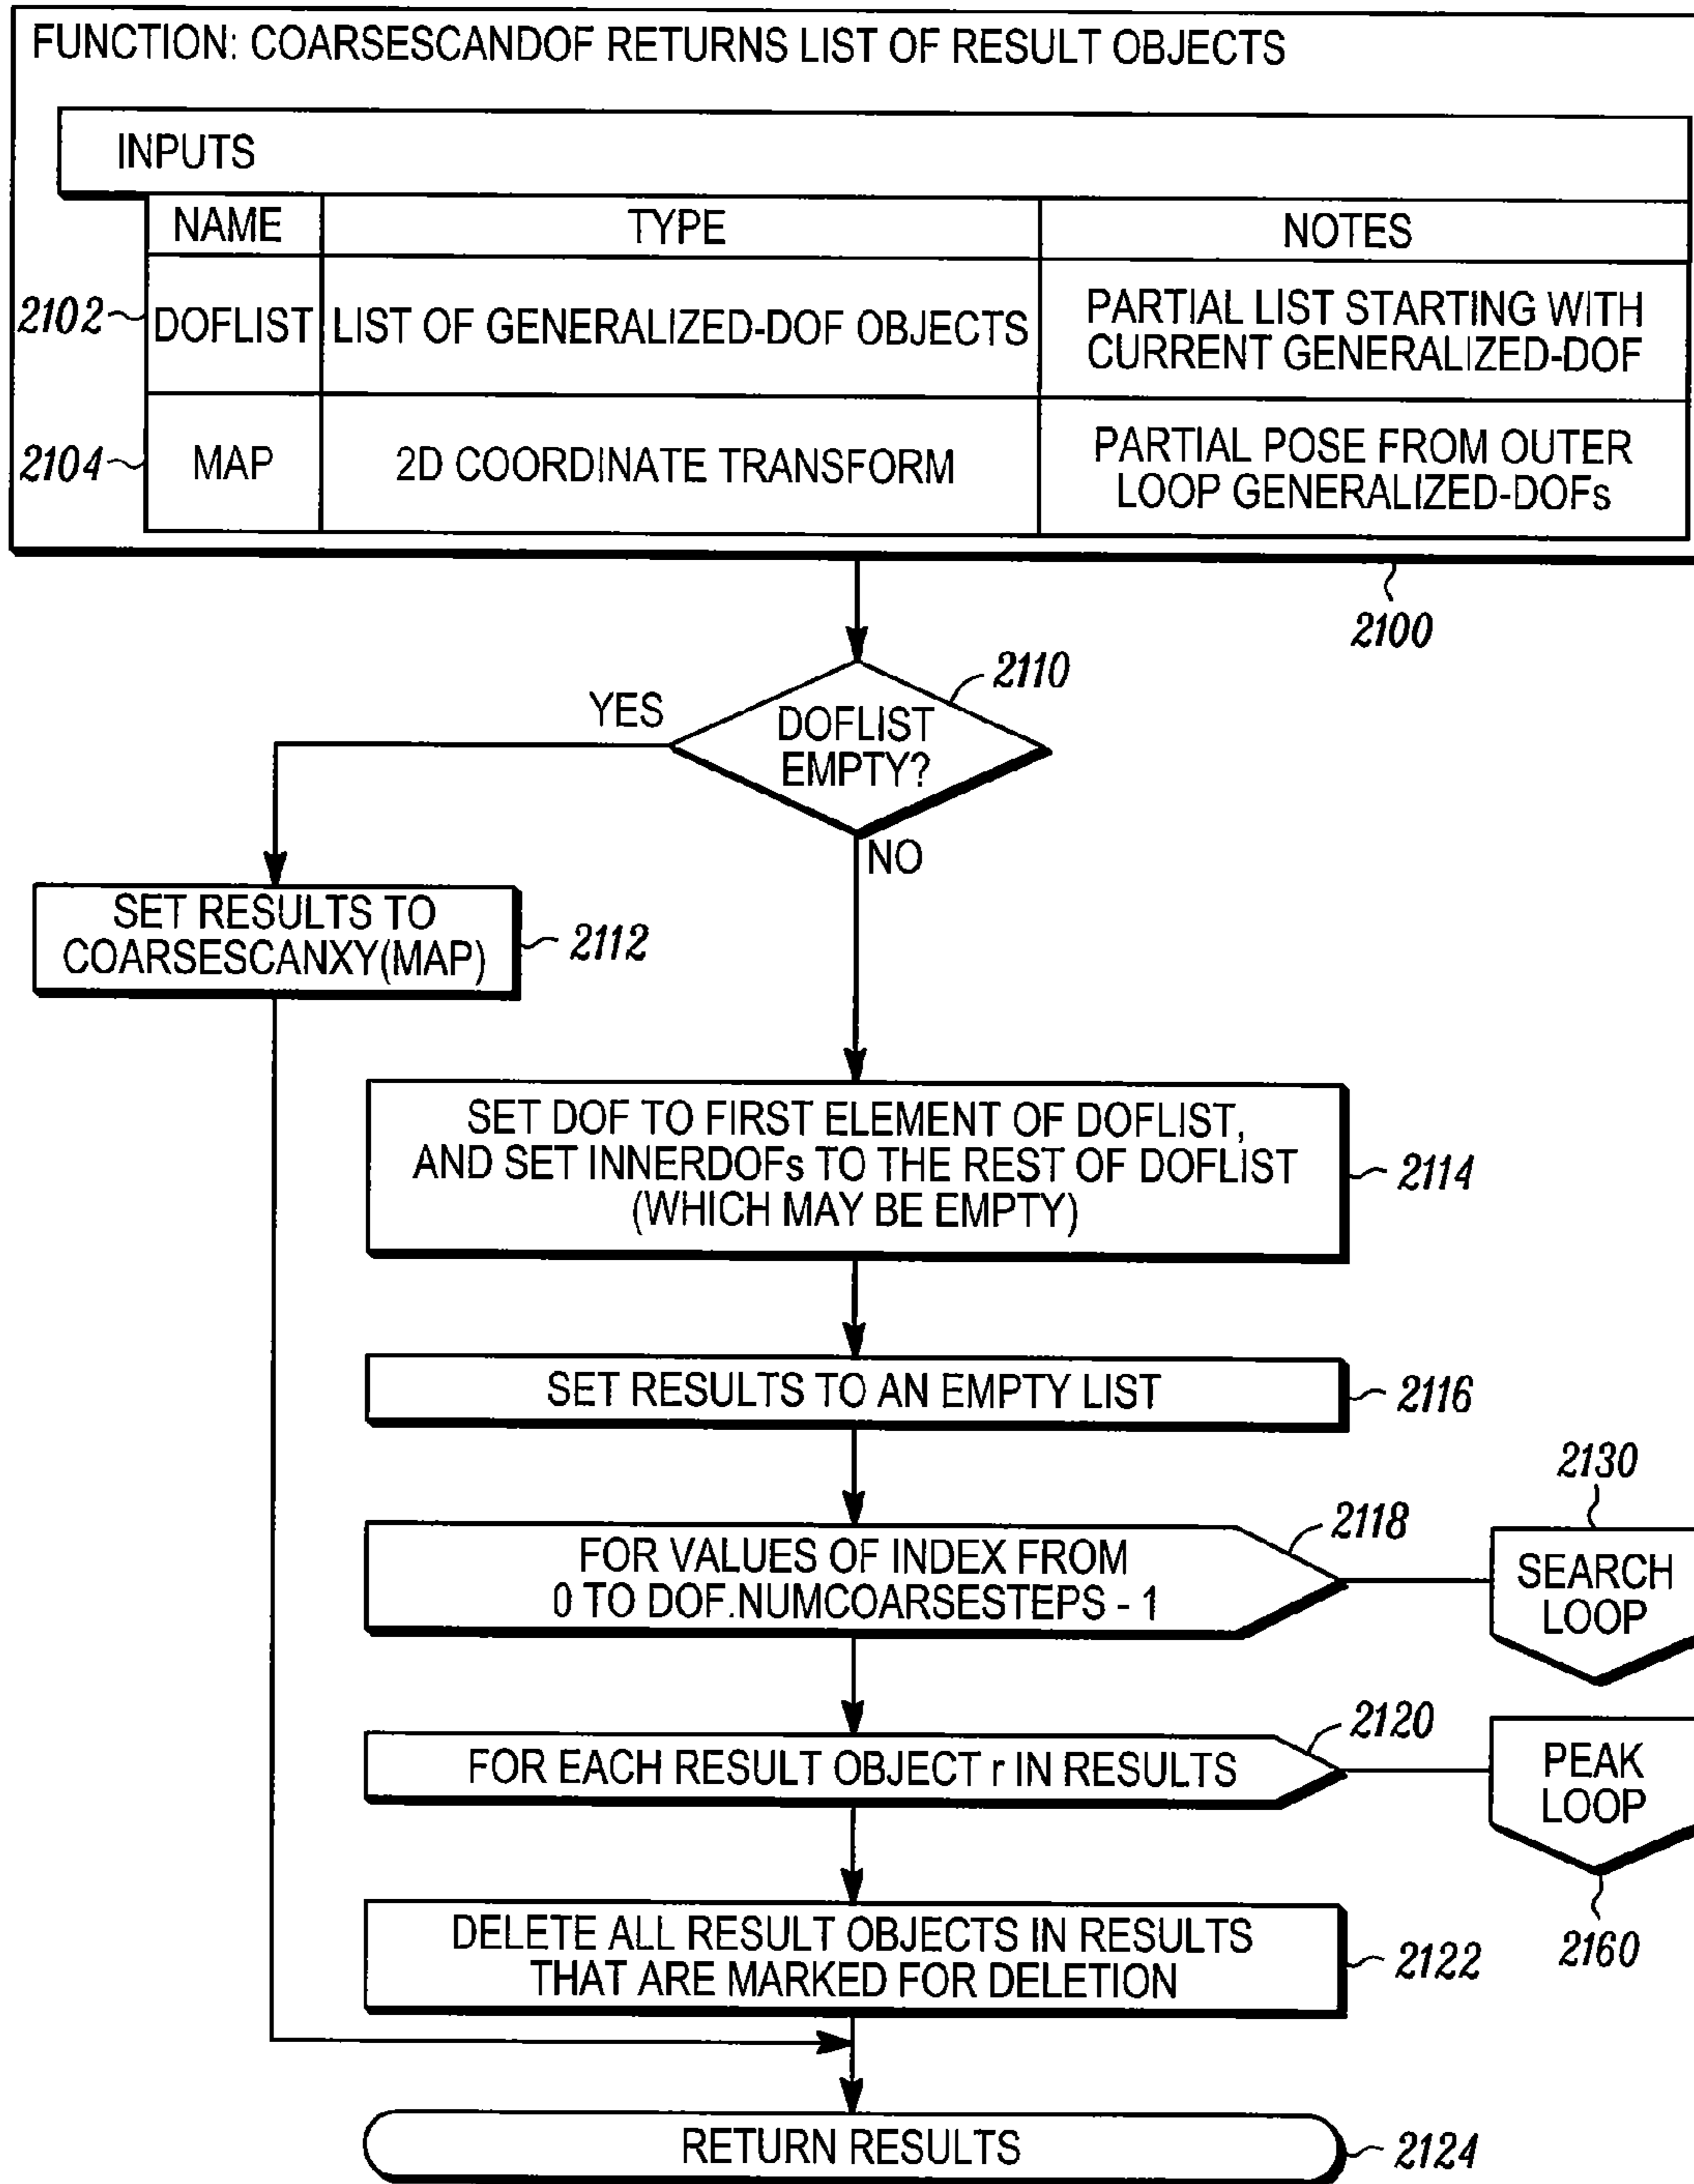 FUNCTION: COARSESCANDOF RETURNS LIST OF RESULT OBJECTS
INPUTS
NAME TYPE NOTES
2102 DOFLIST LIST OF GENERALIZED-DOF OBJECTS PARTIAL LIST STARTING WITH
CURRENT GENERALIZED-DOF
2104 MAP 2D COORDINATE TRANSFORM PARTIAL POSE FROM OUTER
LOOP GENERALIZED-DOFs
2100
2110
YES
DOFLIST
EMPTY?
NO
SET RESULTS TO
COARSESCANXY(MAP)
2112
SET DOF TO FIRST ELEMENT OF DOFLIST,
AND SET INNERDOFs TO THE REST OF DOFLIST
(WHICH MAY BE EMPTY)
2114
SET RESULTS TO AN EMPTY LIST
2116
FOR VALUES OF INDEX FROM
0 TO DOF.NUMCOARSESTEPS - 1
2118
2130
SEARCH
LOOP
FOR EACH RESULT OBJECT r IN RESULTS
2120
PEAK
LOOP
2160
DELETE ALL RESULT OBJECTS IN RESULTS
THAT ARE MARKED FOR DELETION
2122
RETURN RESULTS
2124